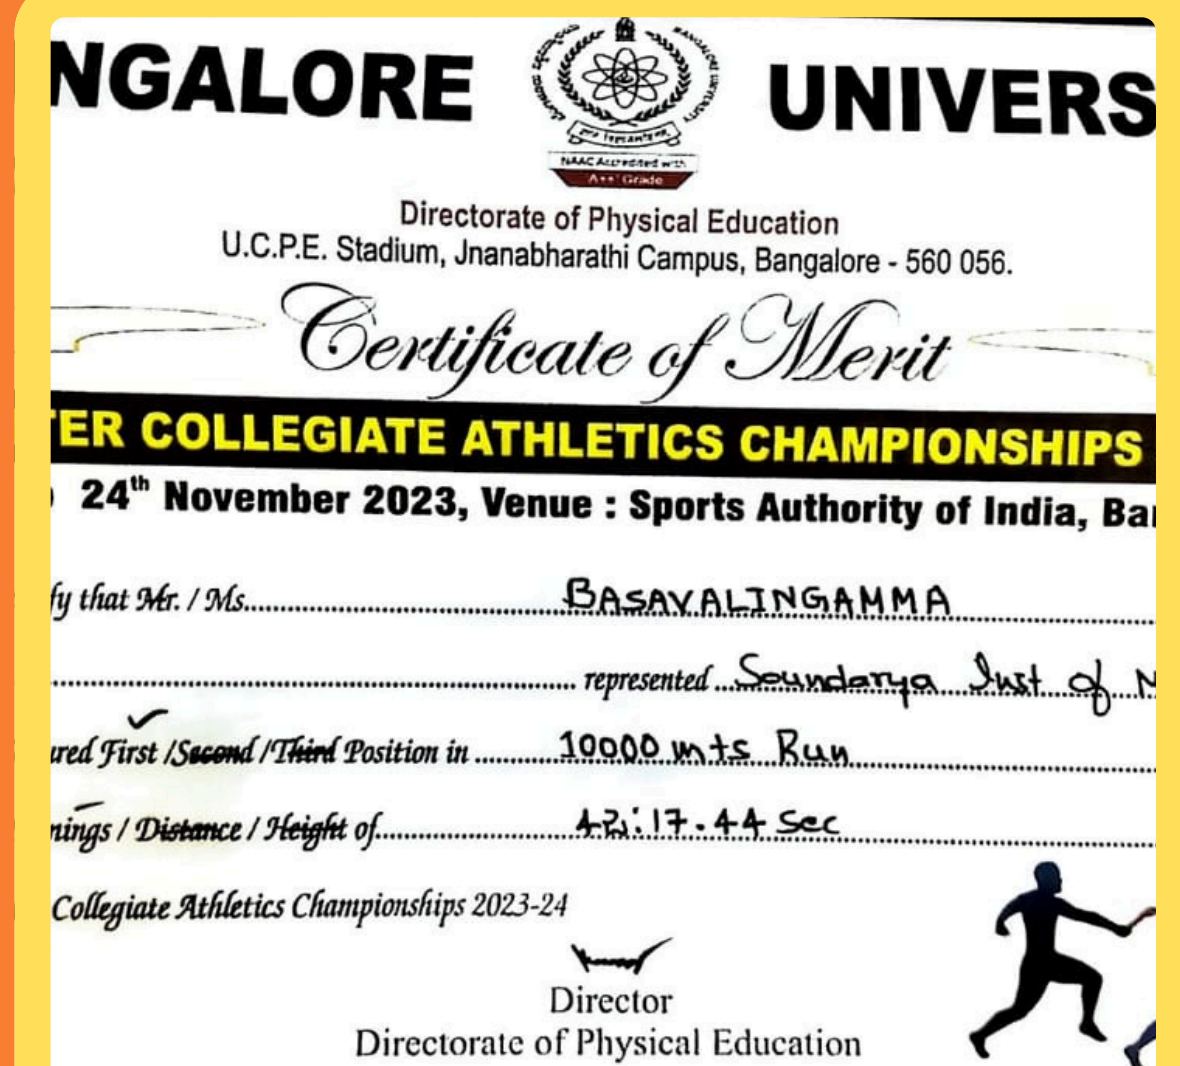 NGALORE UNIVERS
NAAC Accredited with
A++ Grade
Directorate of Physical Education
U.C.P.E. Stadium, Jnanabharathi Campus, Bangalore - 560 056.
Certificate of Merit
TER COLLEGIATE ATHLETICS CHAMPIONSHIPS
24th November 2023, Venue : Sports Authority of India, Ba
fy that Mr. / Ms. BASAVALINGAMMA
represented Soundarya Inst of
ured First / Second / Third Position in 10000 mts Run
nings / Distance / Height of 42:17.44 Sec
Collegiate Athletics Championships 2023-24
Director
Directorate of Physical Education